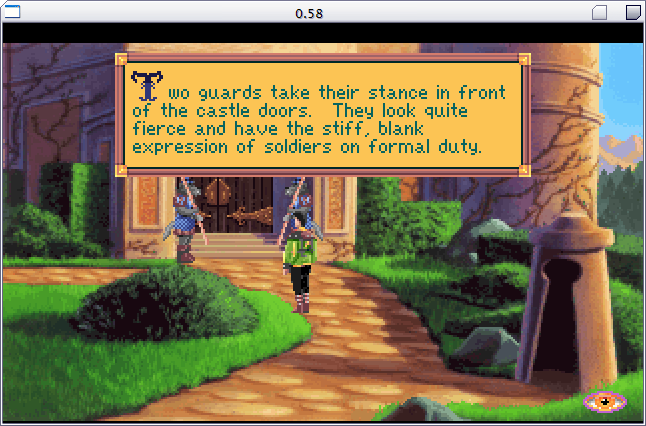 0.58
Two guards take their stance in front
of the castle doors.  They look quite
fierce and have the stiff, blank
expression of soldiers on formal duty.